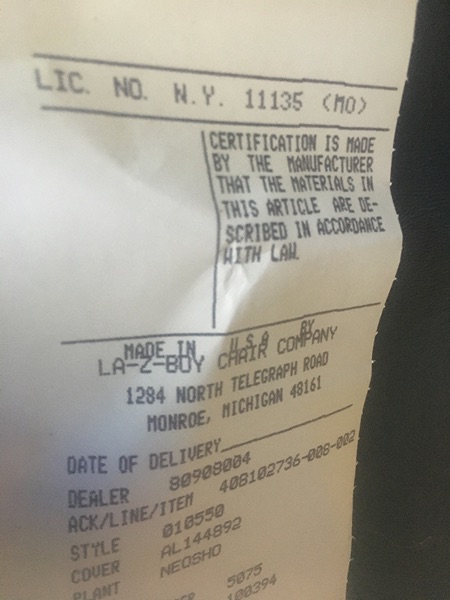 LIC. NO. N.Y. 11135 (MO)
CERTIFICATION IS MADE
BY THE MANUFACTURER
THAT THE MATERIALS IN
THIS ARTICLE ARE DE-
SCRIBED IN ACCORDANCE
WITH LAW.
MADE IN U S A BY
LA-Z-BOY CHAIR COMPANY
1284 NORTH TELEGRAPH ROAD
MONROE, MICHIGAN 48161
DATE OF DELIVERY
DEALER 80908004
ACK/LINE/ITEM 408102736-008-002
STYLE 010550
COVER AL144892
PLANT NEOSHO
5075
100394